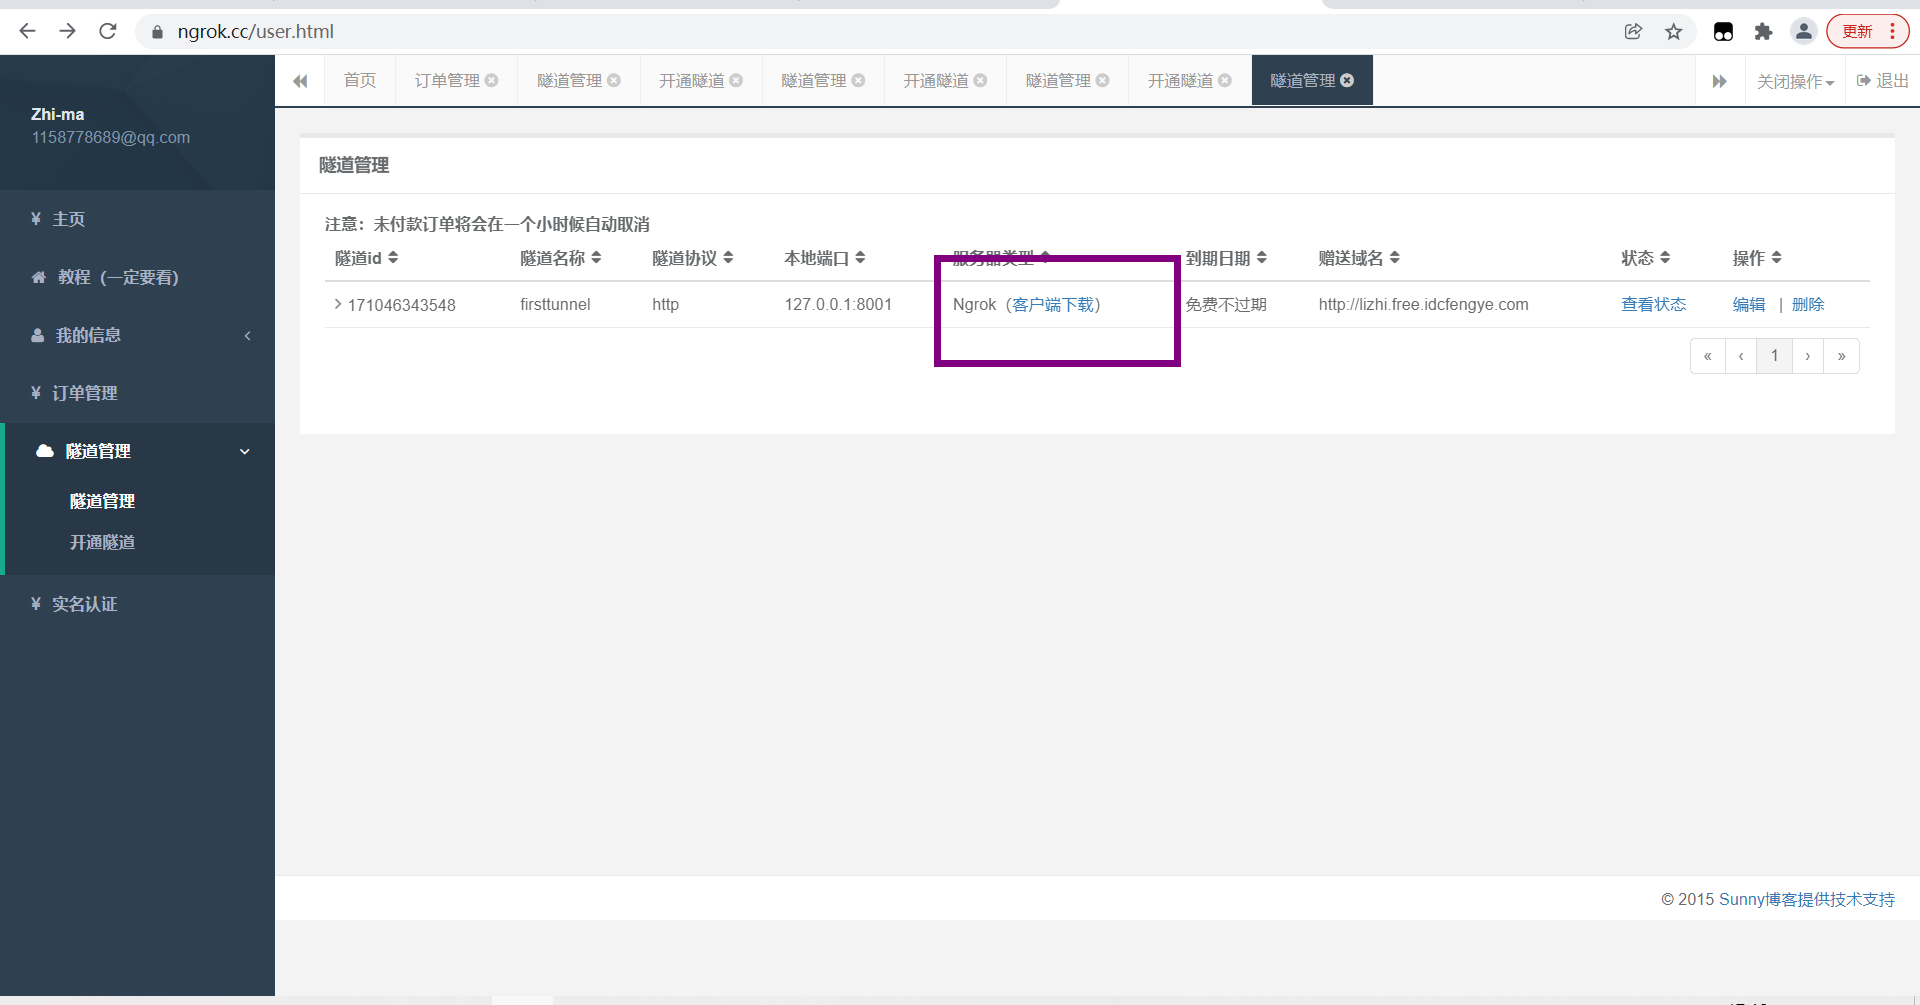 ngrok.cc/user.html
更新
Zhi-ma
1158778689@qq.com
首页 订单管理 隧道管理 开通隧道 隧道管理 开通隧道 隧道管理 开通隧道 隧道管理 关闭操作 退出
¥ 主页
教程（一定要看）
我的信息
¥ 订单管理
隧道管理
隧道管理
开通隧道
¥ 实名认证
隧道管理
注意：未付款订单将会在一个小时候自动取消
隧道id 隧道名称 隧道协议 本地端口 服务器类型 到期日期 赠送域名 状态 操作
171046343548 firsttunnel http 127.0.0.1:8001 Ngrok（客户端下载） 免费不过期 http://lizhi.free.idcfengye.com 查看状态 编辑 | 删除
« ‹ 1 › »
© 2015 Sunny博客提供技术支持